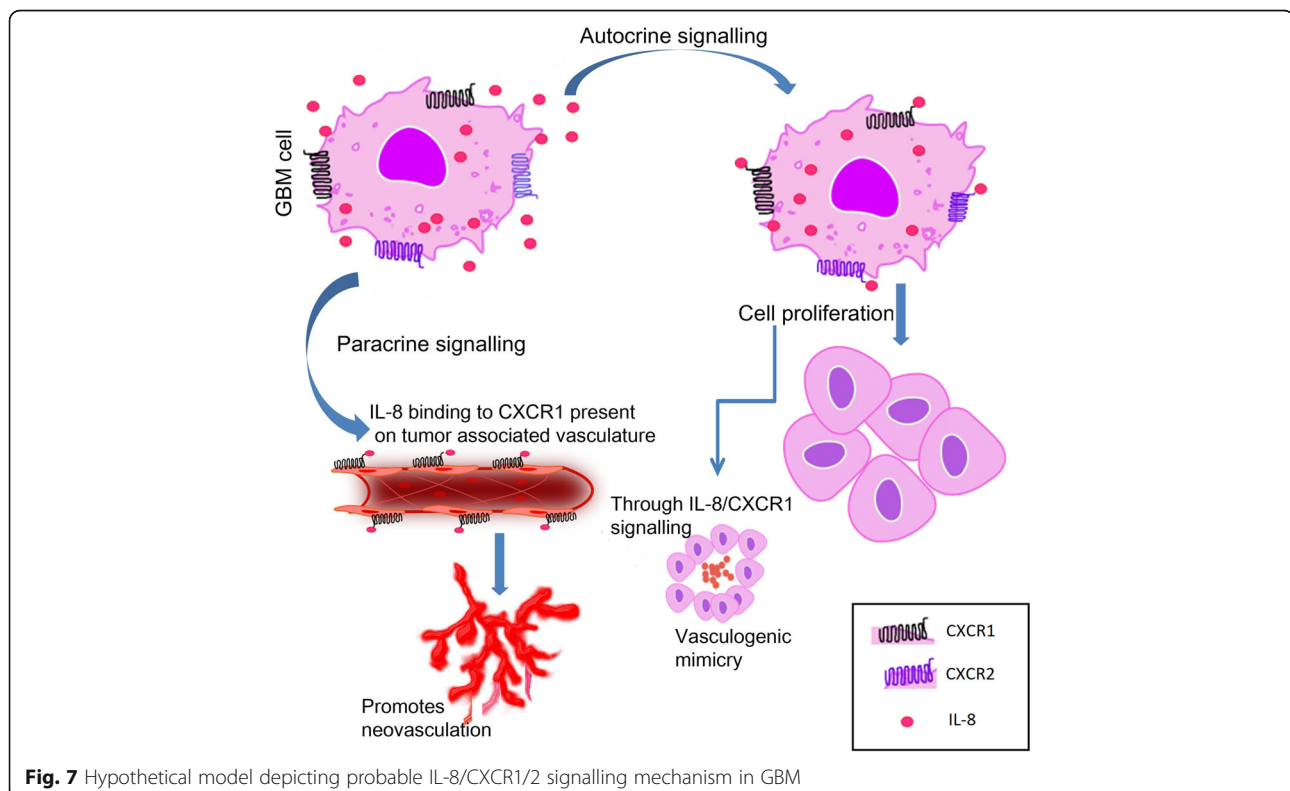 Autocrine signalling
GBM cell
Paracrine signalling
Cell proliferation
IL-8 binding to CXCR1 present
on tumor associated vasculature
Through IL-8/CXCR1
signalling
Vasculogenic
mimicry
Promotes
neovasculation
CXCR1
CXCR2
IL-8
Fig. 7 Hypothetical model depicting probable IL-8/CXCR1/2 signalling mechanism in GBM